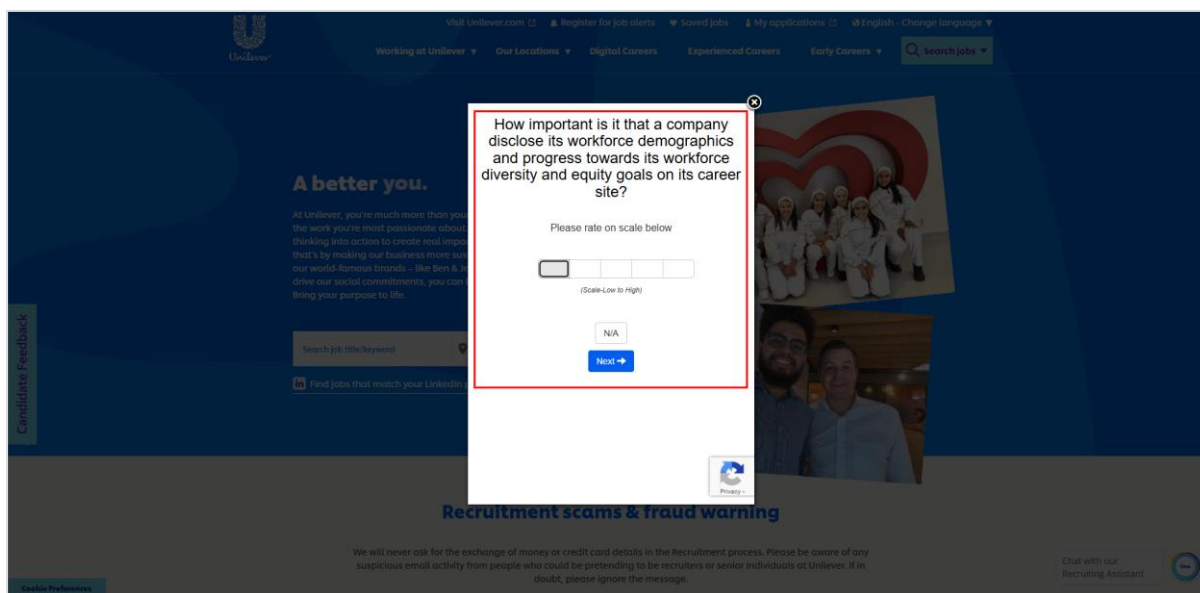 Visit Unilever.com
Register for job alerts
Saved jobs
My applications
English - Change language
Unilever
Working at Unilever
Our Locations
Digital Careers
Experienced Careers
Early Careers
Search jobs
How important is it that a company
disclose its workforce demographics
and progress towards its workforce
diversity and equity goals on its career
site?
Please rate on scale below
(Scale-Low to High)
N/A
Next
Privacy -
A better you.
At Unilever, you're much more than your
the work you're most passionate about
thinking into action to create real impa
that's by making our business more sus
our world-famous brands – like Ben & Je
drive our social commitments, you can
Bring your purpose to life.
Search job title/keyword
in Find jobs that match your LinkedIn p
Candidate Feedback
Recruitment scams & fraud warning
We will never ask for the exchange of money or credit card details in the Recruitment process. Please be aware of any
suspicious email activity from people who could be pretending to be recruiters or senior individuals at Unilever. If in
doubt, please ignore the message.
Chat with our
Recruiting Assistant
Cookie Preferences